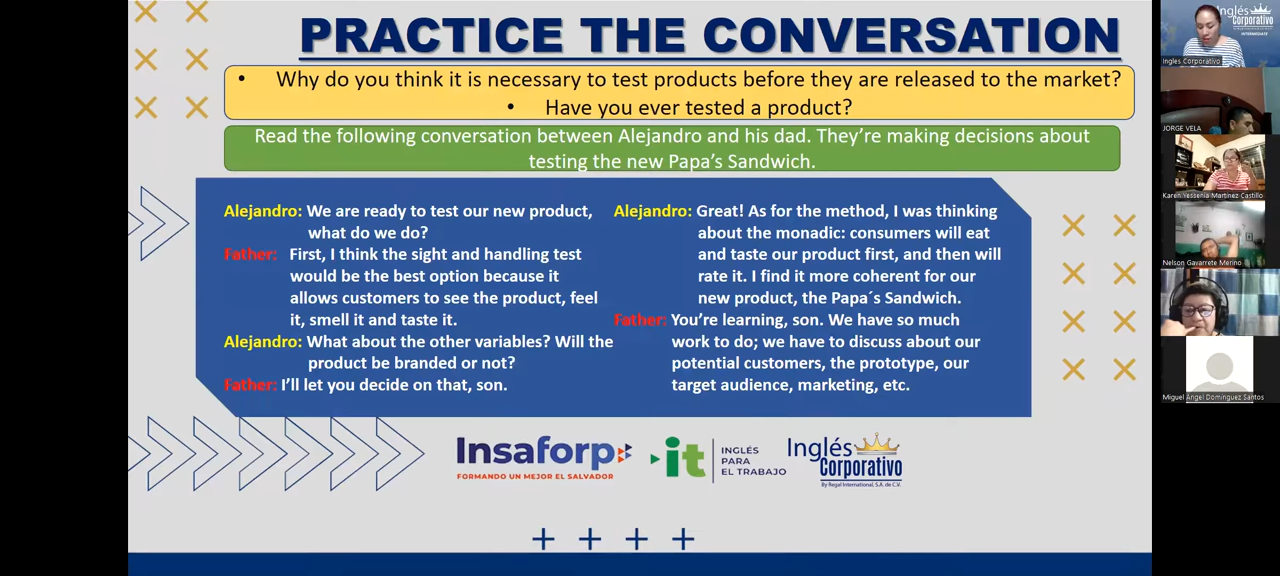 PRACTICE THE CONVERSATION
• Why do you think it is necessary to test products before they are released to the market?
• Have you ever tested a product?
Read the following conversation between Alejandro and his dad. They're making decisions about
testing the new Papa's Sandwich.
Alejandro: We are ready to test our new product,
what do we do?
Father: First, I think the sight and handling test
would be the best option because it
allows customers to see the product, feel
it, smell it and taste it.
Alejandro: What about the other variables? Will the
product be branded or not?
Father: I'll let you decide on that, son.
Alejandro: Great! As for the method, I was thinking
about the monadic: consumers will eat
and taste our product first, and then will
rate it. I find it more coherent for our
new product, the Papa´s Sandwich.
Father: You're learning, son. We have so much
work to do; we have to discuss about our
potential customers, the prototype, our
target audience, marketing, etc.
Insaforp
FORMANDO UN MEJOR EL SALVADOR
it
INGLÉS
PARA
EL TRABAJO
Inglés
Corporativo
By Regal International, S.A. de C.V.
Inglés
Corporativo
INTERMEDIATE
Ingles Corporativo
JORGE VELA
Karen Yessenia Martínez Castillo
Nelson Gavarrete Merino
Miguel Angel Dominguez Santos